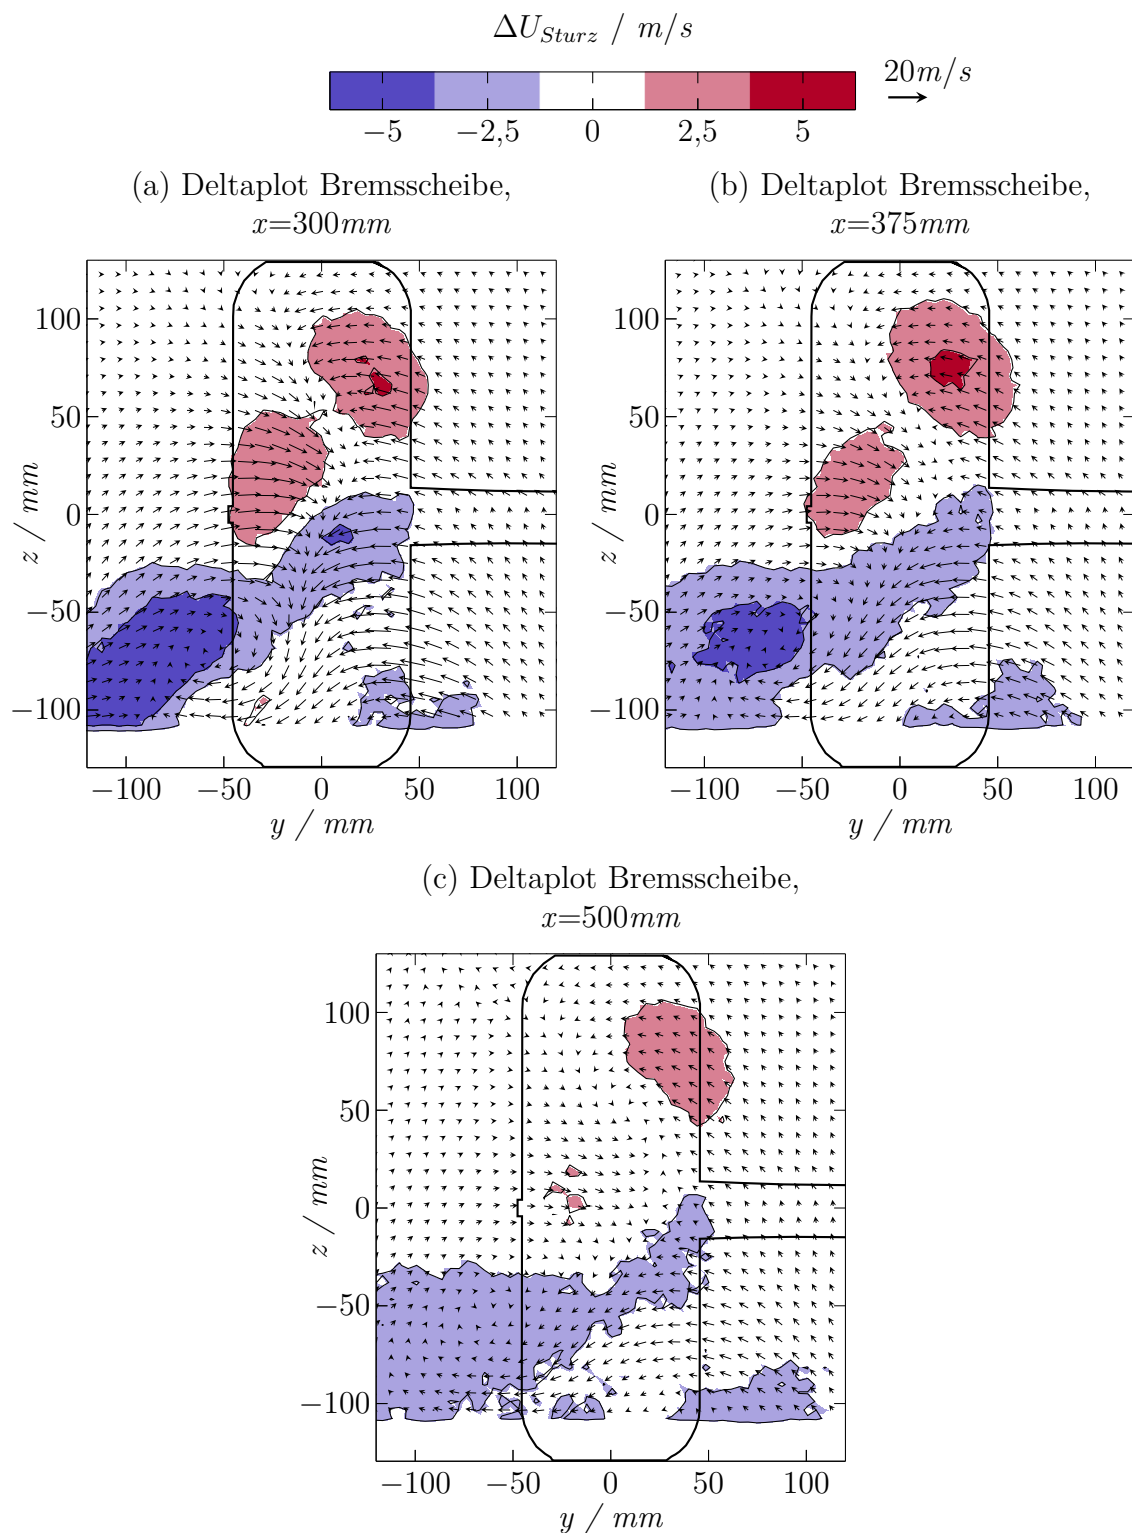 ΔU_Sturz / m/s
20m/s
−5 −2,5 0 2,5 5
(a) Deltaplot Bremsscheibe,
x=300mm
100
50
0
−50
−100
z / mm
−100 −50 0 50 100
y / mm
(b) Deltaplot Bremsscheibe,
x=375mm
100
50
0
−50
−100
z / mm
−100 −50 0 50 100
y / mm
(c) Deltaplot Bremsscheibe,
x=500mm
100
50
0
−50
−100
z / mm
−100 −50 0 50 100
y / mm